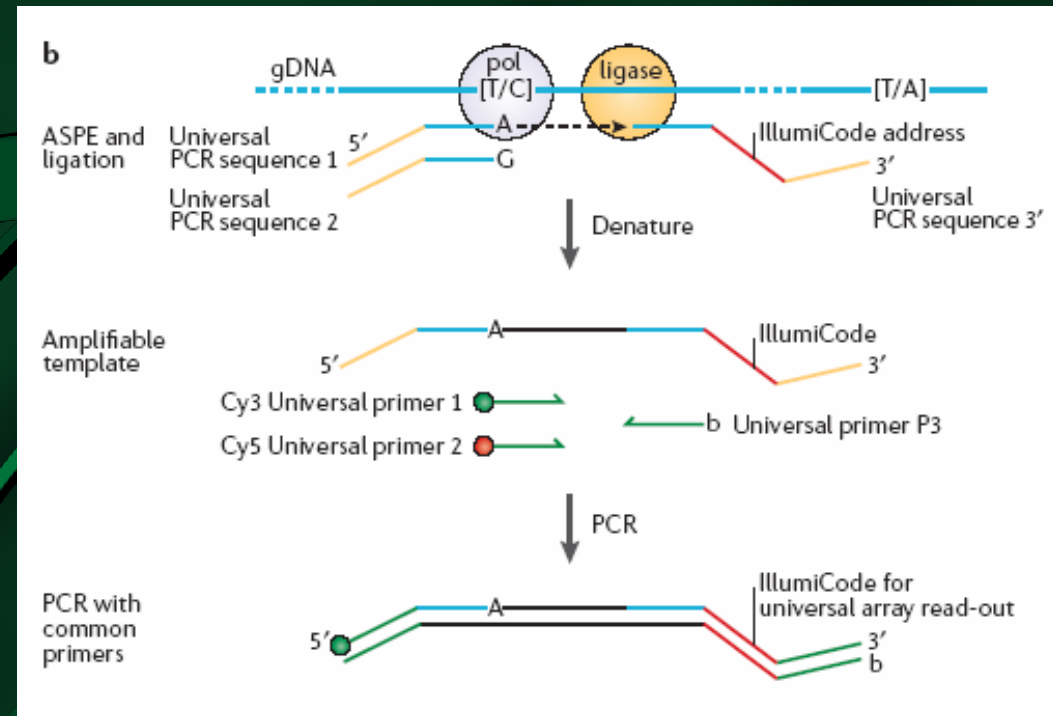 b
gDNA
pol
[T/C]
ligase
[T/A]
ASPE and
ligation
Universal
PCR sequence 1
5′
A
IllumiCode address
3′
G
Universal
PCR sequence 2
Universal
PCR sequence 3′
Denature
Amplifiable
template
5′
A
IllumiCode
3′
Cy3 Universal primer 1
b Universal primer P3
Cy5 Universal primer 2
PCR
PCR with
common
primers
5′
A
IllumiCode for
universal array read-out
3′
b